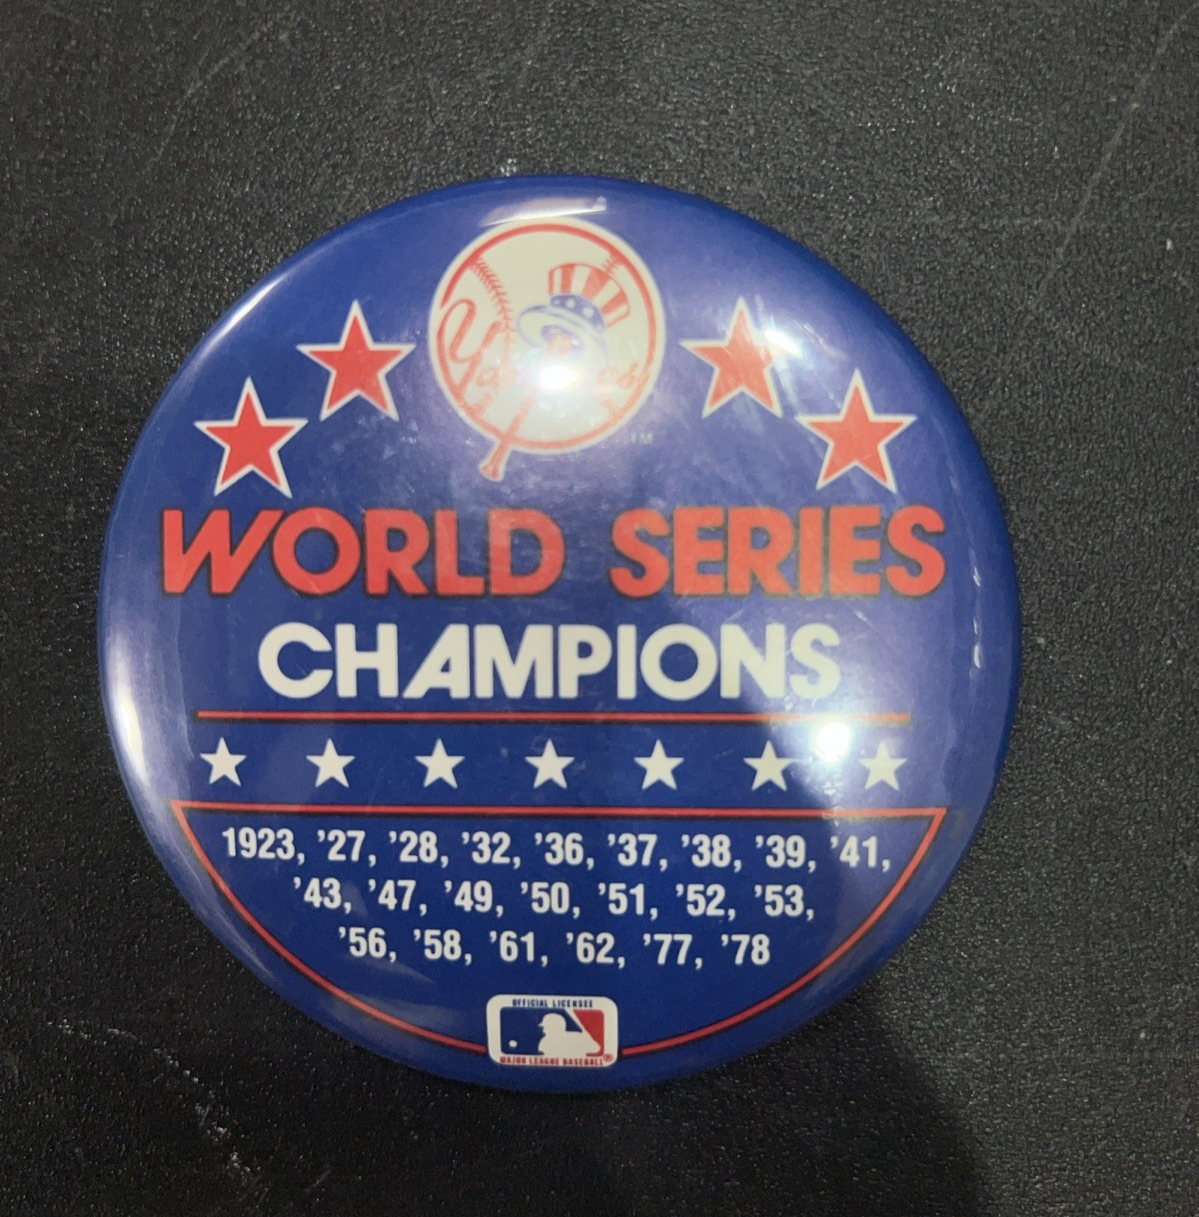 Yankees
TM
WORLD SERIES
CHAMPIONS
1923, ’27, ’28, ’32, ’36, ’37, ’38, ’39, ’41,
’43, ’47, ’49, ’50, ’51, ’52, ’53,
’56, ’58, ’61, ’62, ’77, ’78
OFFICIAL LICENSEE
MAJOR LEAGUE BASEBALL®